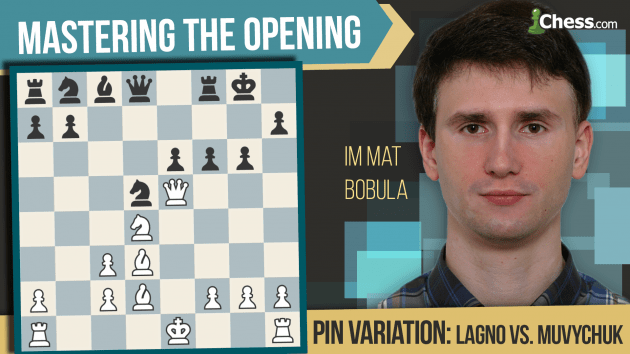 MASTERING THE OPENING
Chess.com
IM MAT
BOBULA
PIN VARIATION: LAGNO VS. MUVYCHUK